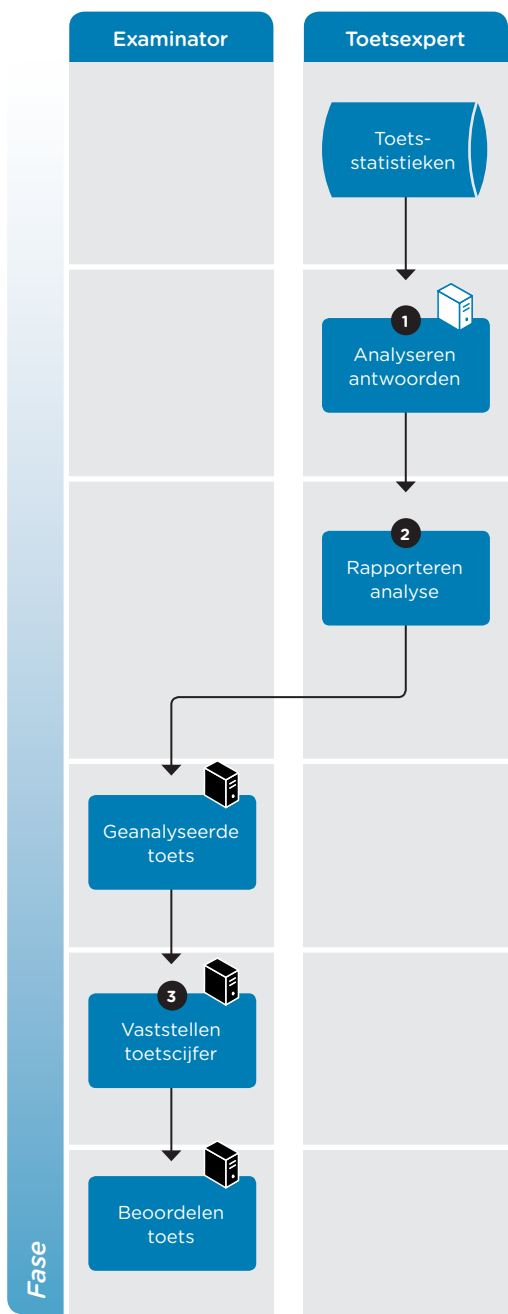 Examinator
Toetsexpert
Toets-
statistieken
1
Analyseren
antwoorden
2
Rapporteren
analyse
Geanalyseerde
toets
3
Vaststellen
toetscijfer
Beoordelen
toets
Fase